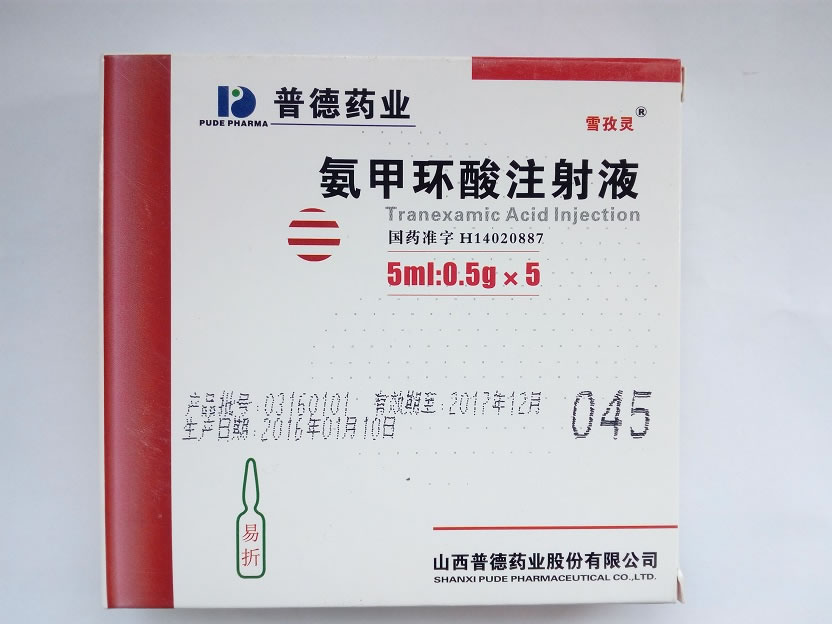 普德药业
PUDE PHARMA
雪孜灵®
氨甲环酸注射液
Tranexamic Acid Injection
国药准字 H14020887
5ml:0.5g×5
产品批号:03160101 有效期至:2017年12月
生产日期:2016年01月10日
045
易折
山西普德药业股份有限公司
SHANXI PUDE PHARMACEUTICAL CO.,LTD.